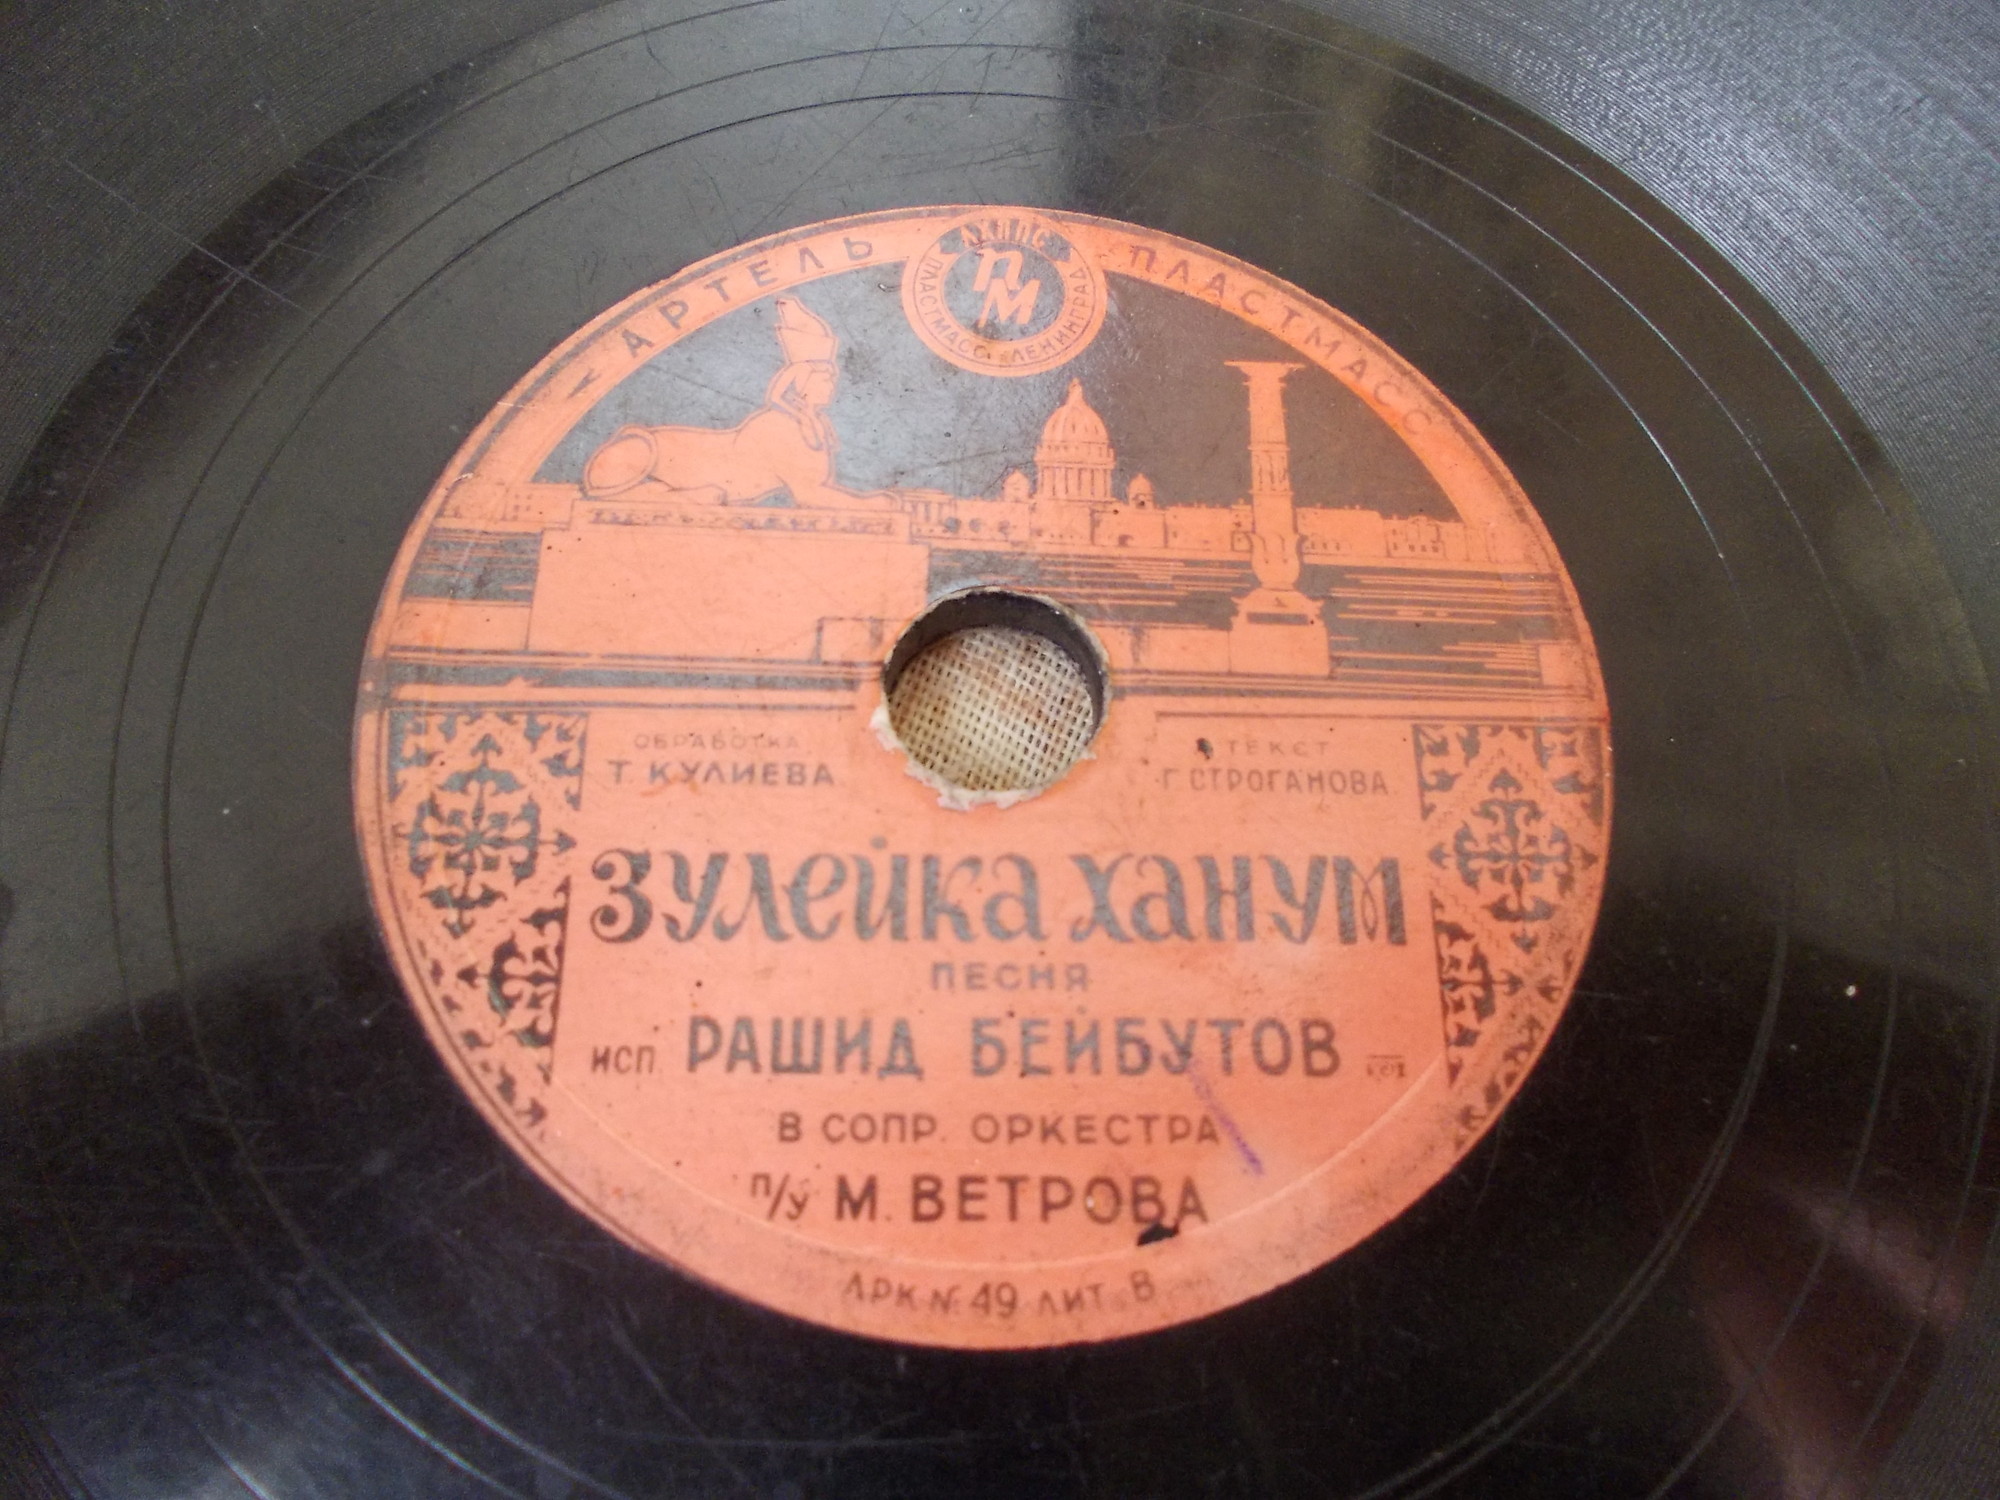 АРТЕЛЬ ПЛАСТМАСС
ЛХППС
ПМ
ПЛАСТМАСС ЛЕНИНГРАД
ОБРАБОТКА
Т. КУЛИЕВА
ТЕКСТ
Г. СТРОГАНОВА
ЗУЛЕЙКА ХАНУМ
ПЕСНЯ
ИСП. РАШИД БЕЙБУТОВ
В СОПР. ОРКЕСТРА
П/У М. ВЕТРОВА
АРК № 49 ЛИТ. В